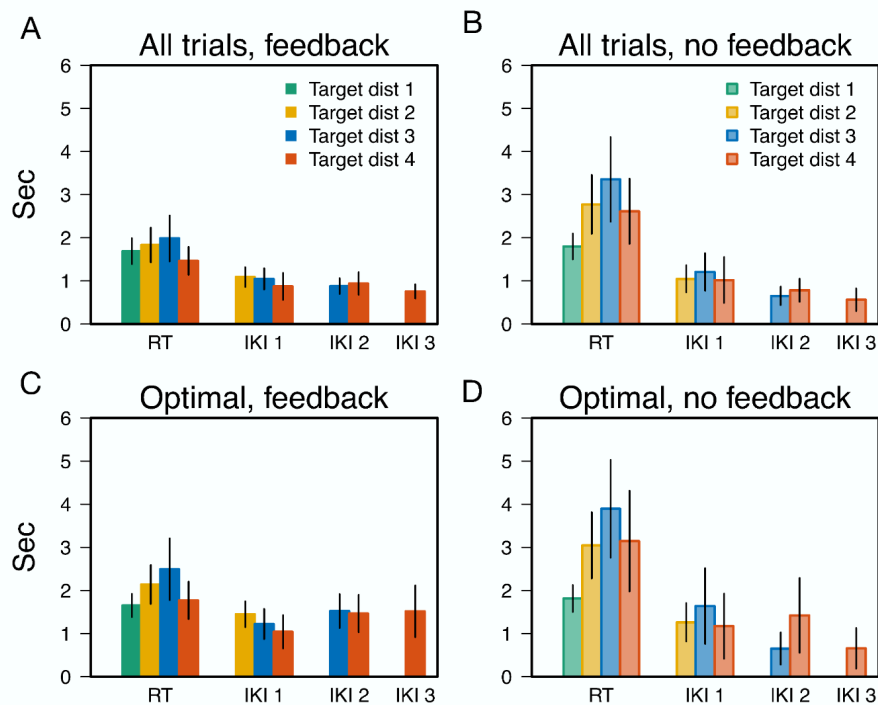 A
All trials, feedback
6
5
4
3
2
1
0
Sec
Target dist 1
Target dist 2
Target dist 3
Target dist 4
RT IKI 1 IKI 2 IKI 3
B
All trials, no feedback
6
5
4
3
2
1
0
Target dist 1
Target dist 2
Target dist 3
Target dist 4
RT IKI 1 IKI 2 IKI 3
C
Optimal, feedback
6
5
4
3
2
1
0
Sec
RT IKI 1 IKI 2 IKI 3
D
Optimal, no feedback
6
5
4
3
2
1
0
RT IKI 1 IKI 2 IKI 3